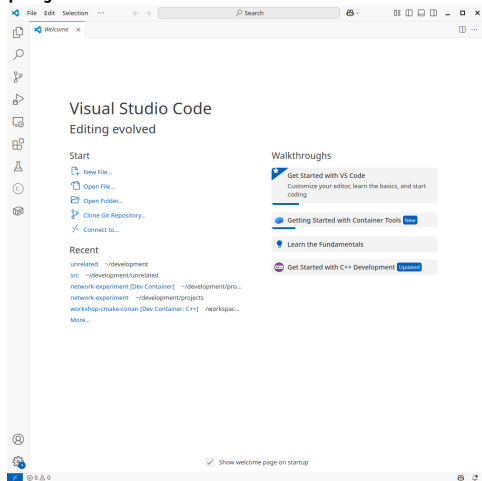 File Edit Selection ··· Search
Welcome
Visual Studio Code
Editing evolved
Start
New File...
Open File...
Open Folder...
Clone Git Repository...
Connect to...
Recent
unrelated ~/development
src ~/development/unrelated
network-experiment [Dev Container] ~/development/pro...
network-experiment ~/development/projects
workshop-cmake-conan [Dev Container: C++] /workspac...
More...
Walkthroughs
Get Started with VS Code
Customize your editor, learn the basics, and start
coding
Getting Started with Container Tools New
Learn the Fundamentals
Get Started with C++ Development Updated
Show welcome page on startup
0 0